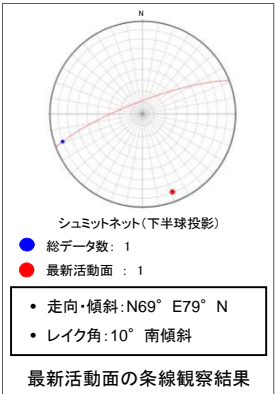 N
シュミットネット(下半球投影)
総データ数: 1
最新活動面 : 1
• 走向・傾斜:N69° E79° N
• レイク角:10° 南傾斜
最新活動面の条線観察結果